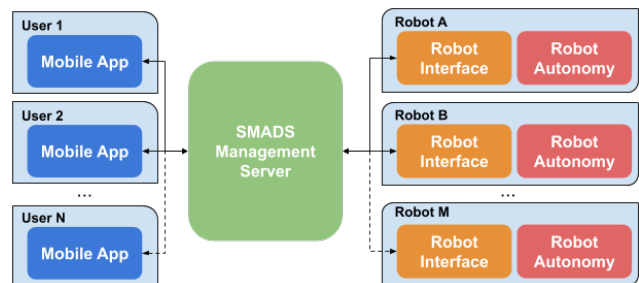 User 1
Mobile App
User 2
Mobile App
...
User N
Mobile App
SMADS
Management
Server
Robot A
Robot
Interface
Robot
Autonomy
Robot B
Robot
Interface
Robot
Autonomy
...
Robot M
Robot
Interface
Robot
Autonomy